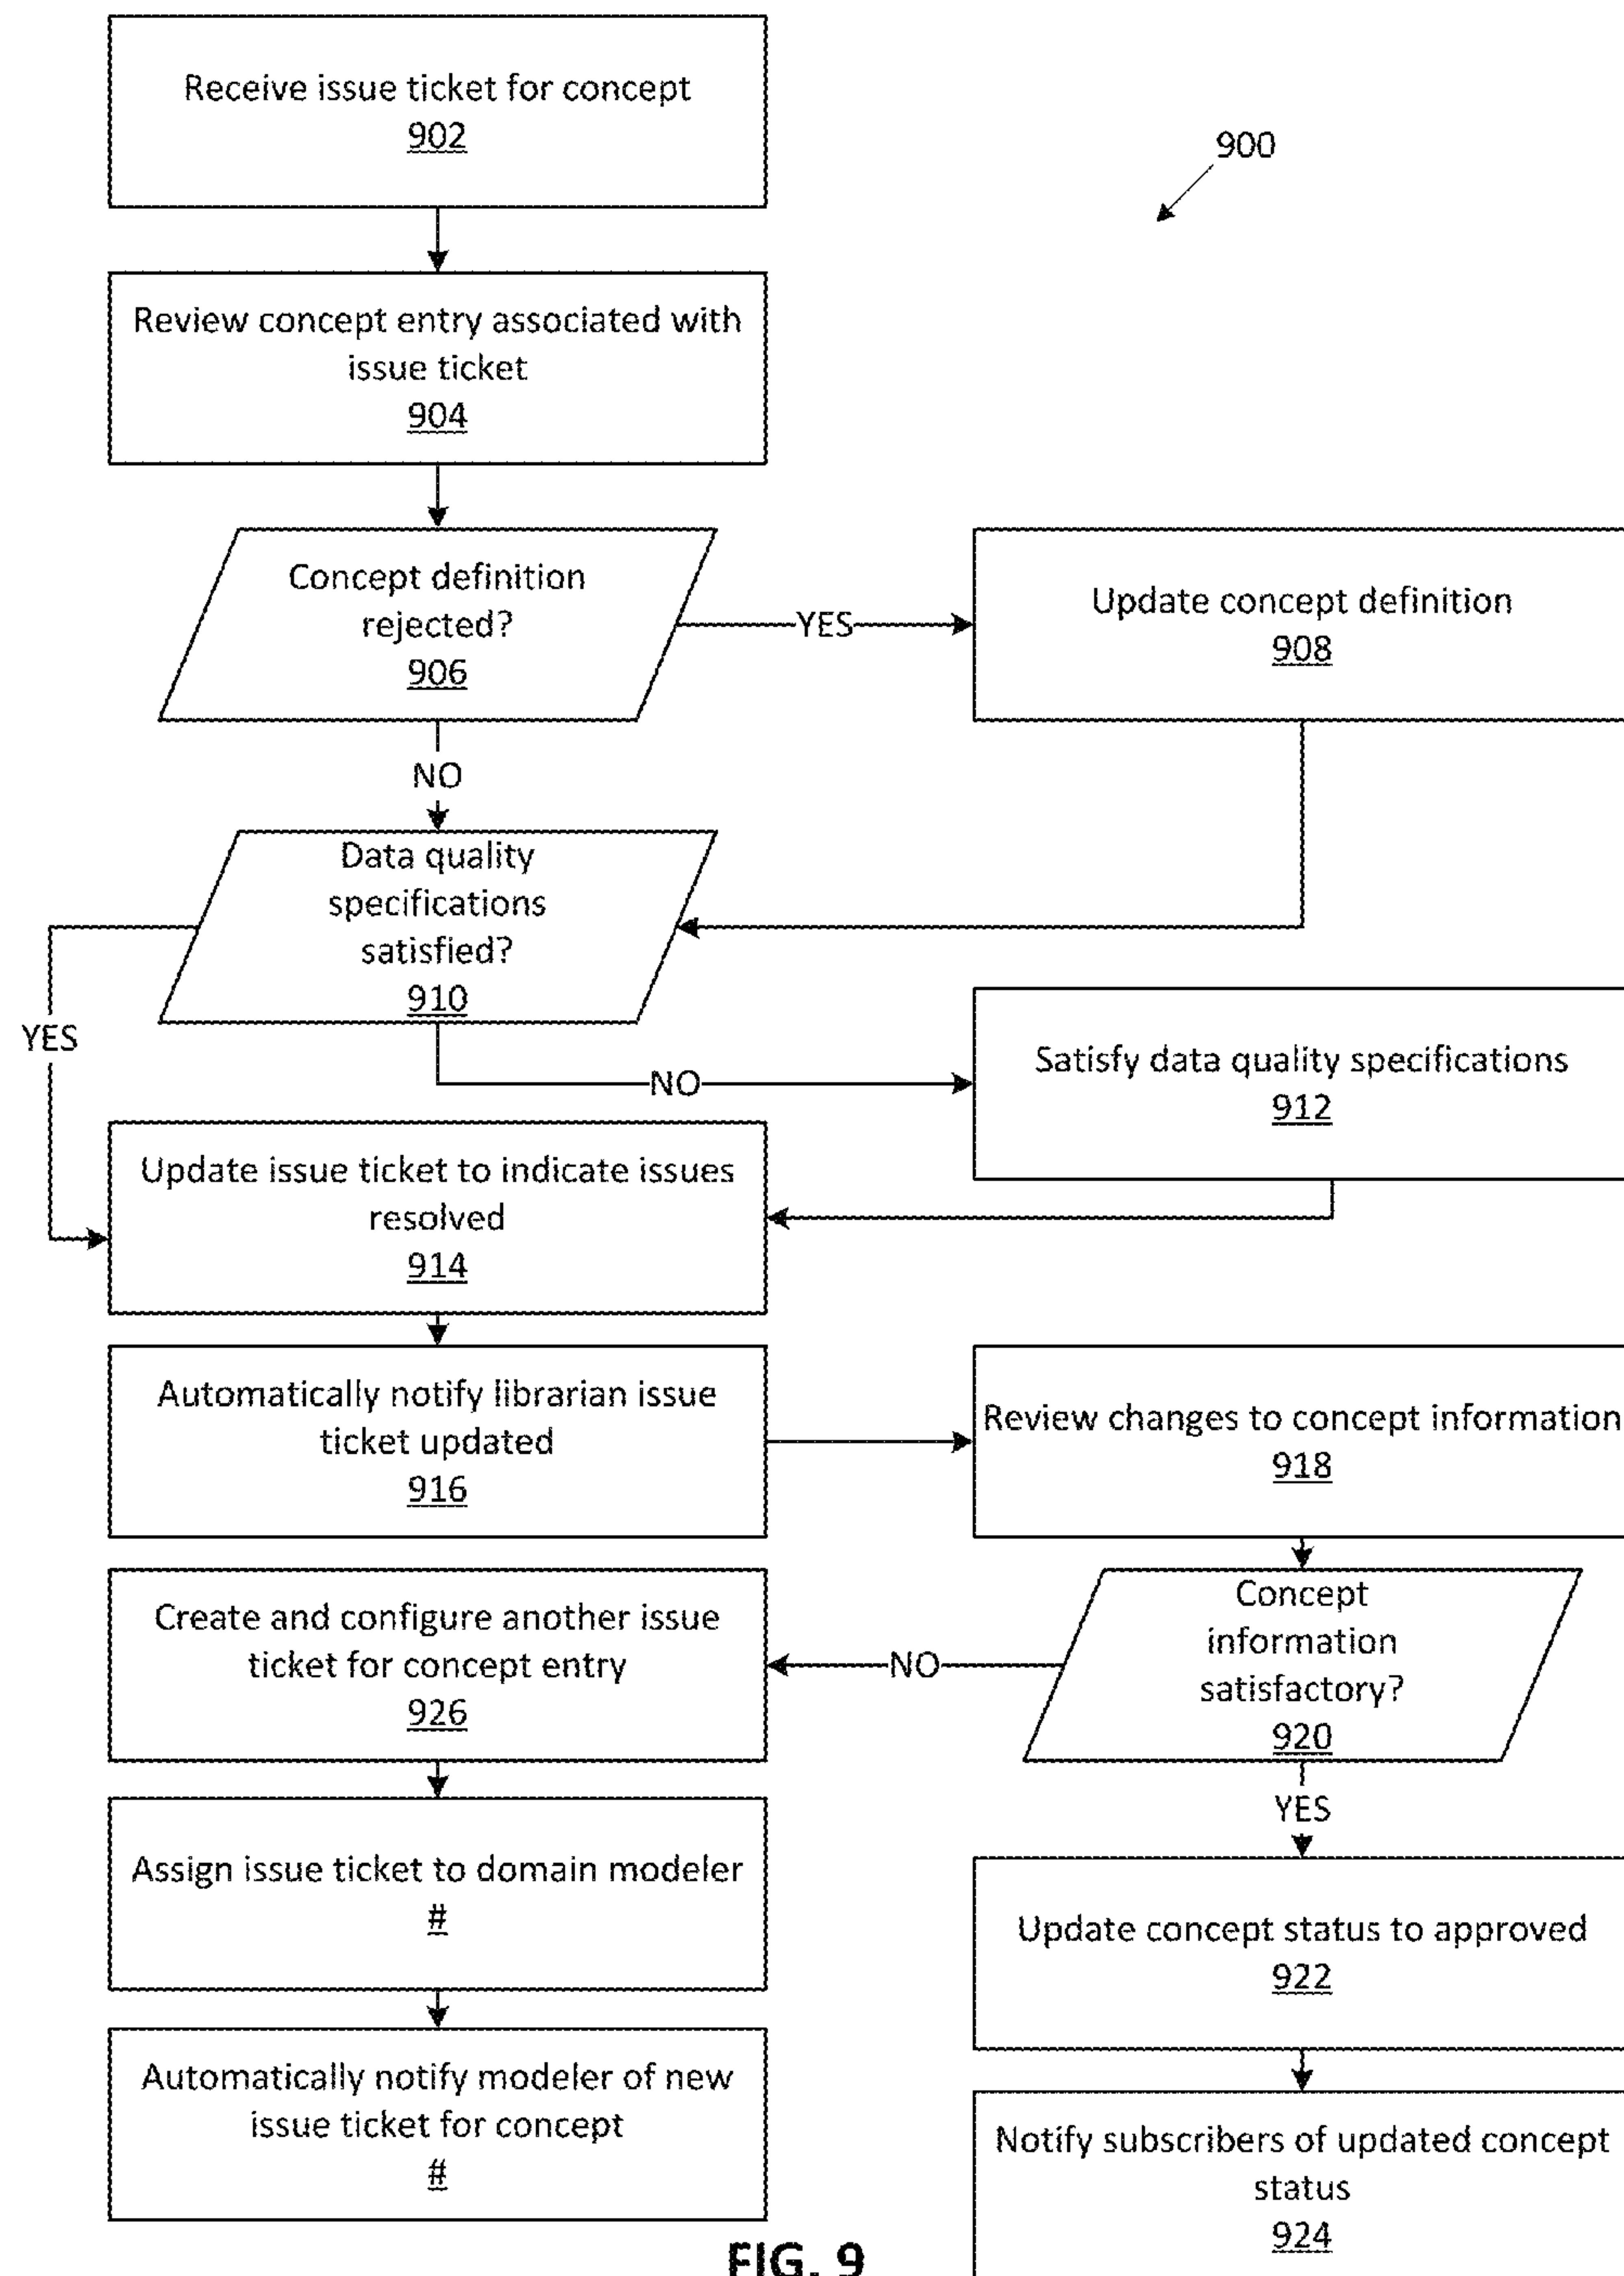 Receive issue ticket for concept
902
900
Review concept entry associated with
issue ticket
904
Concept definition
rejected?
906
YES
Update concept definition
908
NO
Data quality
specifications
satisfied?
910
YES
NO
Satisfy data quality specifications
912
Update issue ticket to indicate issues
resolved
914
Automatically notify librarian issue
ticket updated
916
Review changes to concept information
918
Concept
information
satisfactory?
920
NO
Create and configure another issue
ticket for concept entry
926
YES
Assign issue ticket to domain modeler
#
Update concept status to approved
922
Automatically notify modeler of new
issue ticket for concept
#
Notify subscribers of updated concept
status
924
FIG. 9